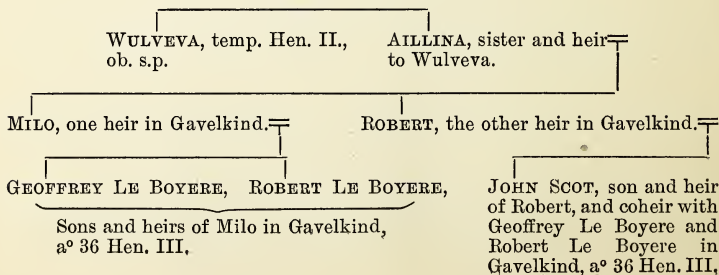 WULVEVA, temp. Hen. II.,
ob. s.p.
AILLINA, sister and heir
to Wulveva.
MILO, one heir in Gavelkind.
ROBERT, the other heir in Gavelkind.
GEOFFREY LE BOYERE, ROBERT LE BOYERE,
Sons and heirs of Milo in Gavelkind,
aº 36 Hen. III.
JOHN SCOT, son and heir
of Robert, and coheir with
Geoffrey Le Boyere and
Robert Le Boyere in
Gavelkind, aº 36 Hen. III.